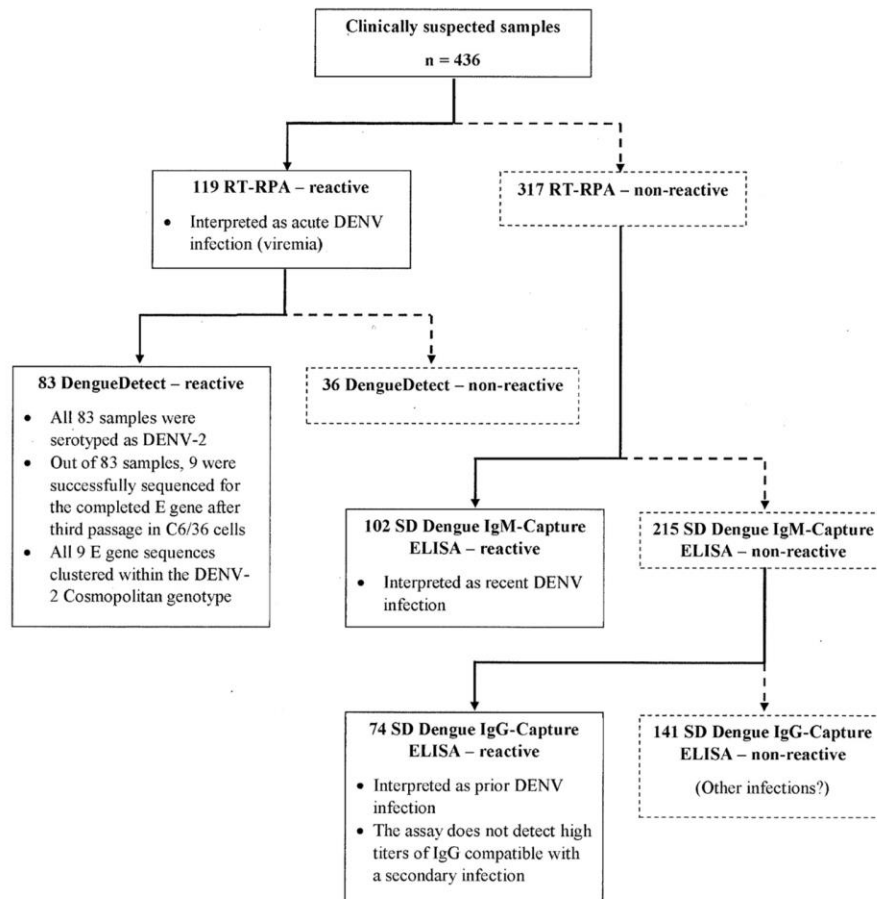 Clinically suspected samples
n = 436
119 RT-RPA – reactive
• Interpreted as acute DENV
infection (viremia)
317 RT-RPA – non-reactive
83 DengueDetect – reactive
• All 83 samples were
serotyped as DENV-2
• Out of 83 samples, 9 were
successfully sequenced for
the completed E gene after
third passage in C6/36 cells
• All 9 E gene sequences
clustered within the DENV-
2 Cosmopolitan genotype
36 DengueDetect – non-reactive
102 SD Dengue IgM-Capture
ELISA – reactive
• Interpreted as recent DENV
infection
215 SD Dengue IgM-Capture
ELISA – non-reactive
74 SD Dengue IgG-Capture
ELISA – reactive
• Interpreted as prior DENV
infection
• The assay does not detect high
titers of IgG compatible with
a secondary infection
141 SD Dengue IgG-Capture
ELISA – non-reactive
(Other infections?)